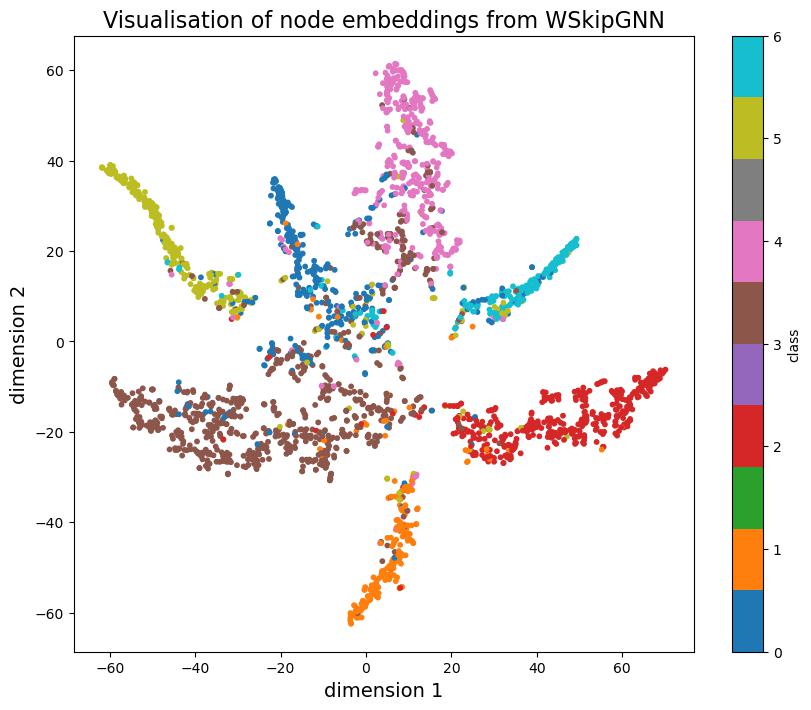 Visualisation of node embeddings from WSkipGNN
60
40
20
0
−20
−40
−60
dimension 2
−60 −40 −20 0 20 40 60
dimension 1
6
5
4
3
2
1
0
class